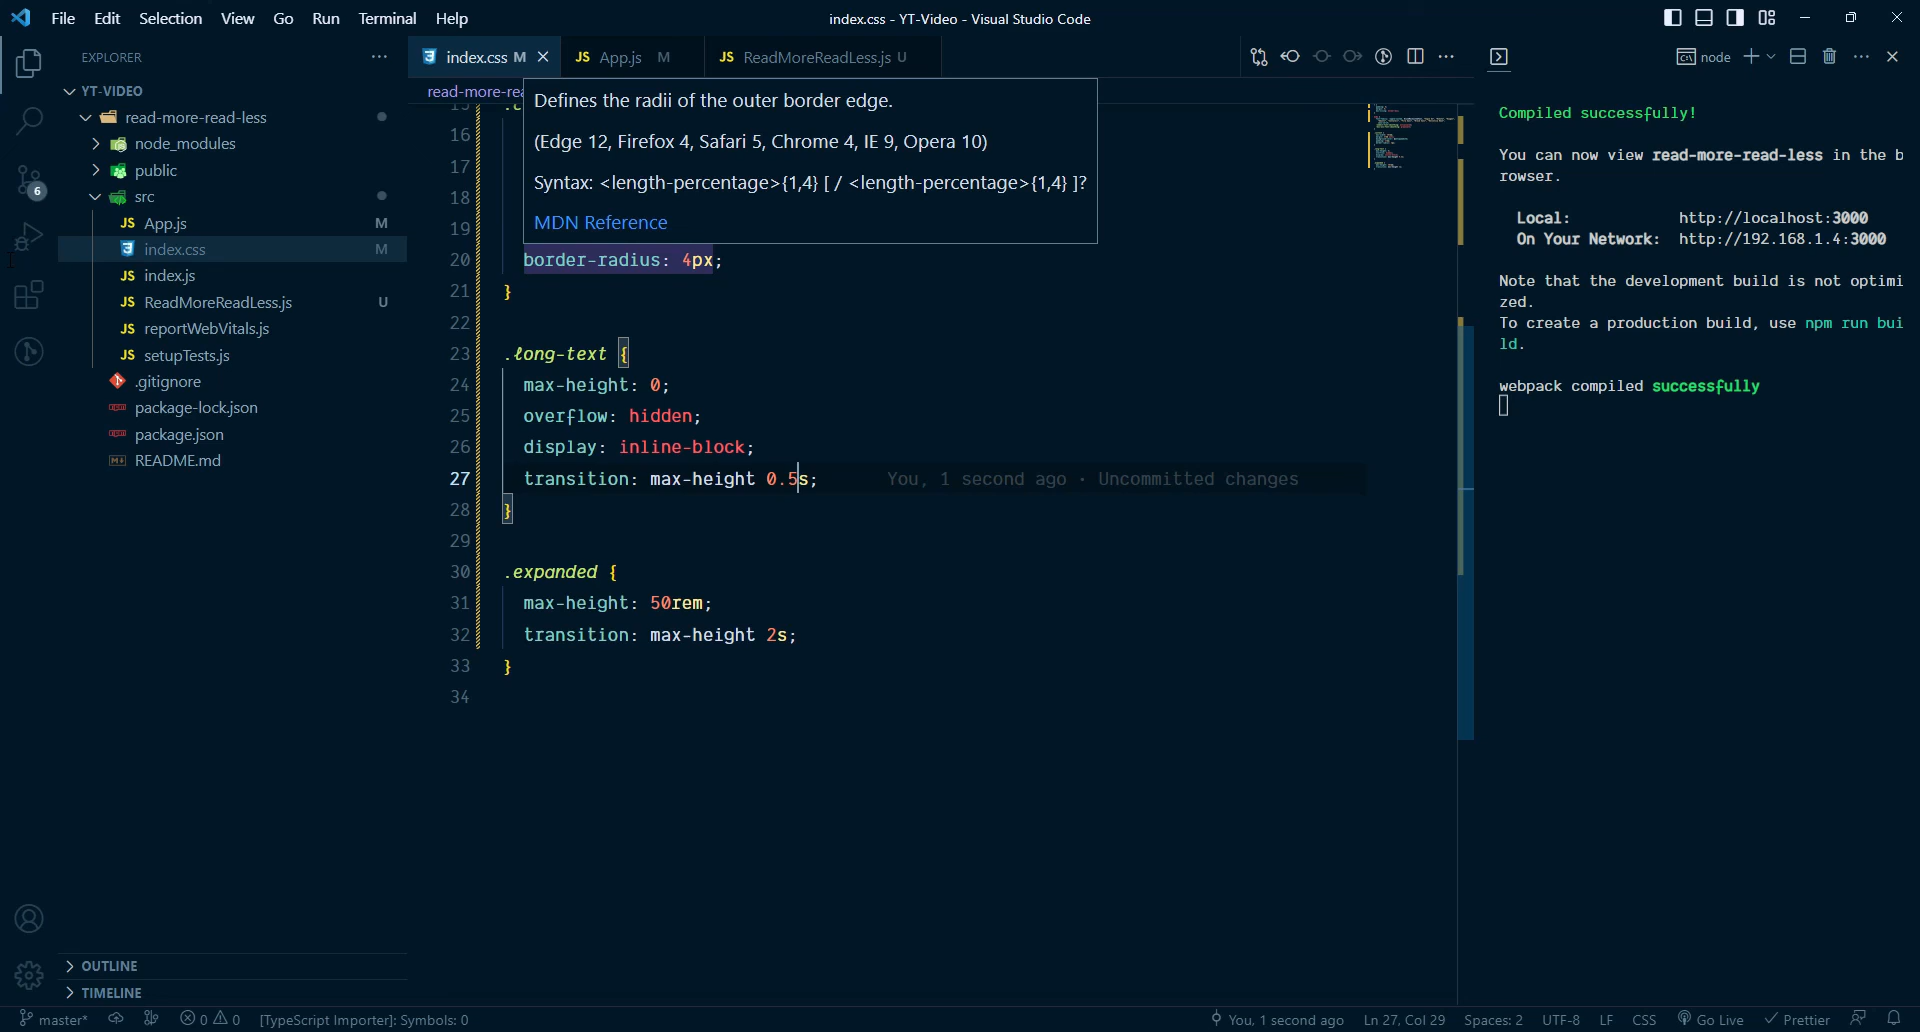 File Edit Selection View Go Run Terminal Help
index.css - YT-Video - Visual Studio Code
EXPLORER
YT-VIDEO
read-more-read-less
node_modules
public
src
App.js M
index.css M
index.js
ReadMoreReadLess.js U
reportWebVitals.js
setupTests.js
.gitignore
package-lock.json
package.json
README.md
OUTLINE
TIMELINE
6
index.css M
JS App.js M
JS ReadMoreReadLess.js U
read-more-rea
Defines the radii of the outer border edge.
(Edge 12, Firefox 4, Safari 5, Chrome 4, IE 9, Opera 10)
Syntax: <length-percentage>{1,4} [ / <length-percentage>{1,4} ]?
MDN Reference
16
17
18
19
20 border-radius: 4px;
21 }
22
23 .long-text {
24 max-height: 0;
25 overflow: hidden;
26 display: inline-block;
27 transition: max-height 0.5s; You, 1 second ago • Uncommitted changes
28 }
29
30 .expanded {
31 max-height: 50rem;
32 transition: max-height 2s;
33 }
34
node
Compiled successfully!
You can now view read-more-read-less in the b
rowser.
Local: http://localhost:3000
On Your Network: http://192.168.1.4:3000
Note that the development build is not optimi
zed.
To create a production build, use npm run bui
ld.
webpack compiled successfully
master* 0 0 [TypeScript Importer]: Symbols: 0
You, 1 second ago Ln 27, Col 29 Spaces: 2 UTF-8 LF CSS Go Live Prettier